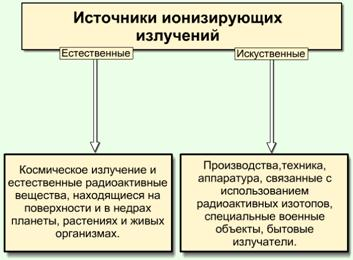 Источники ионизирующих
излучений
Естественные
Искуственные
Космическое излучение и
естественные радиоактивные
вещества, находящиеся на
поверхности и в недрах
планеты, растениях и живых
организмах.
Производства,техника,
аппаратура, связанные с
использованием
радиоактивных изотопов,
специальные военные
объекты, бытовые
излучатели.